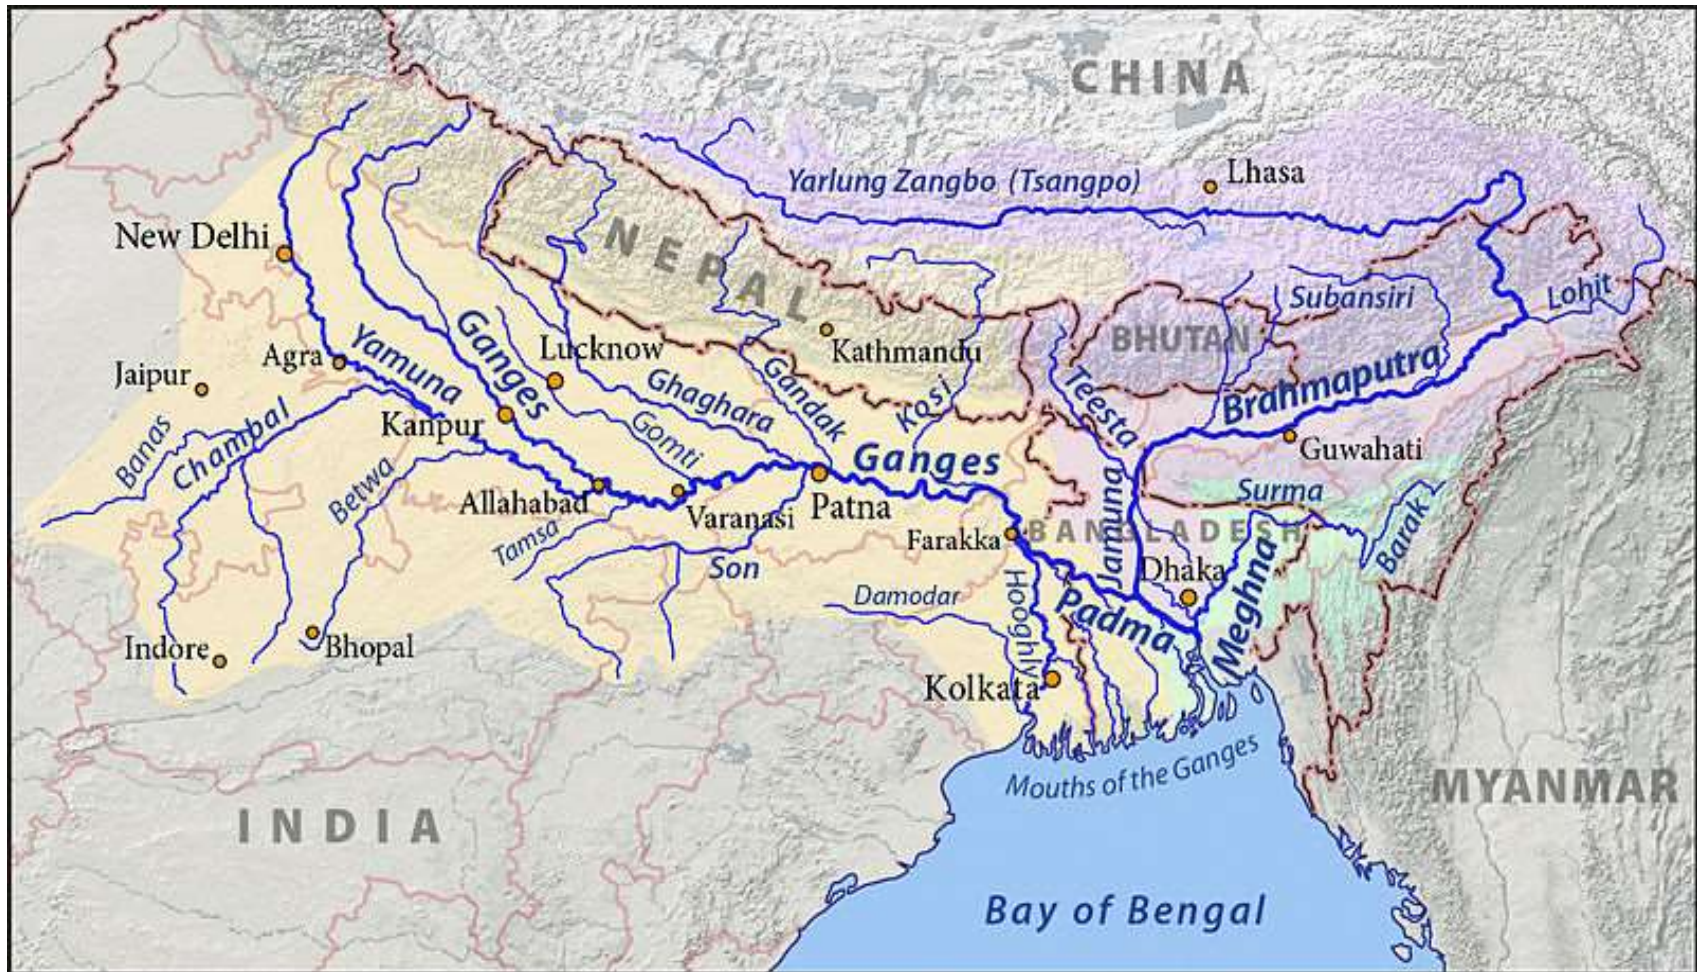 CHINA
Yarlung Zangbo (Tsangpo)
Lhasa
New Delhi
NEPAL
Subansiri
Lohit
Ganges
Lucknow
Kathmandu
BHUTAN
Agra
Yamuna
Jaipur
Ghaghara
Gandak
Kosi
Teesta
Brahmaputra
Banas
Chambal
Kanpur
Gomti
Ganges
Guwahati
Betwa
Allahabad
Varanasi
Patna
Jamuna
Surma
Barak
Tamsa
Son
Farakka
BANGLADESH
Dhaka
Meghna
Damodar
Hooghly
Padma
Indore
Bhopal
Kolkata
Mouths of the Ganges
INDIA
MYANMAR
Bay of Bengal